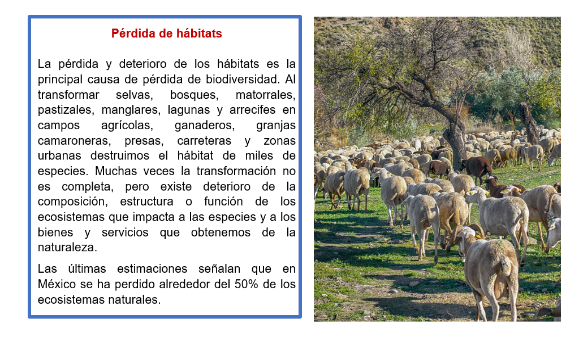 Pérdida de hábitats
La pérdida y deterioro de los hábitats es la
principal causa de pérdida de biodiversidad. Al
transformar selvas, bosques, matorrales,
pastizales, manglares, lagunas y arrecifes en
campos agrícolas, ganaderos, granjas
camaroneras, presas, carreteras y zonas
urbanas destruimos el hábitat de miles de
especies. Muchas veces la transformación no
es completa, pero existe deterioro de la
composición, estructura o función de los
ecosistemas que impacta a las especies y a los
bienes y servicios que obtenemos de la
naturaleza.
Las últimas estimaciones señalan que en
México se ha perdido alrededor del 50% de los
ecosistemas naturales.